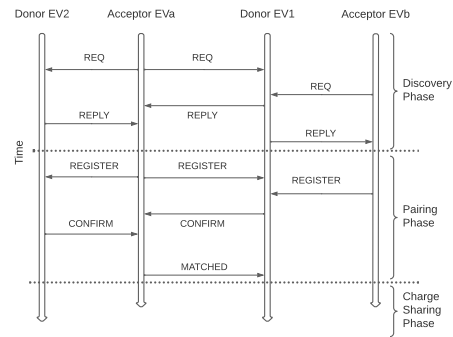 Donor EV2
Acceptor EVa
Donor EV1
Acceptor EVb
REQ
REQ
REQ
REPLY
REPLY
REPLY
Discovery
Phase
Time
REGISTER
REGISTER
REGISTER
CONFIRM
CONFIRM
Pairing
Phase
MATCHED
Charge
Sharing
Phase